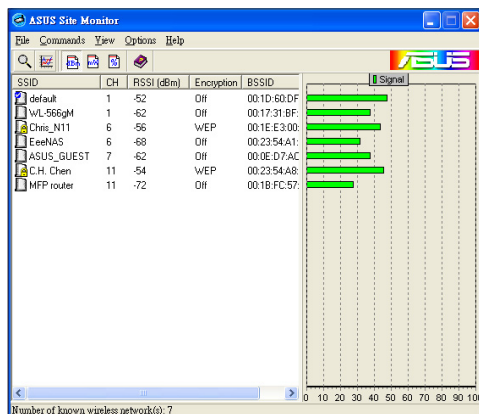 ASUS Site Monitor
File Commands View Options Help
dBm mW %
ASUS
SSID CH RSSI (dBm) Encryption BSSID
Signal
default 1 -52 Off 00:1D:60:DF
WL-566gM 1 -62 Off 00:17:31:BF:
Chris_N11 6 -56 WEP 00:1E:E3:00:
EeeNAS 6 -68 Off 00:23:54:A1:
ASUS_GUEST 7 -62 Off 00:0E:D7:AC
C.H. Chen 11 -54 WEP 00:23:54:A8:
MFP router 11 -72 Off 00:1B:FC:57:
0 10 20 30 40 50 60 70 80 90 100
Number of known wireless network(s): 7